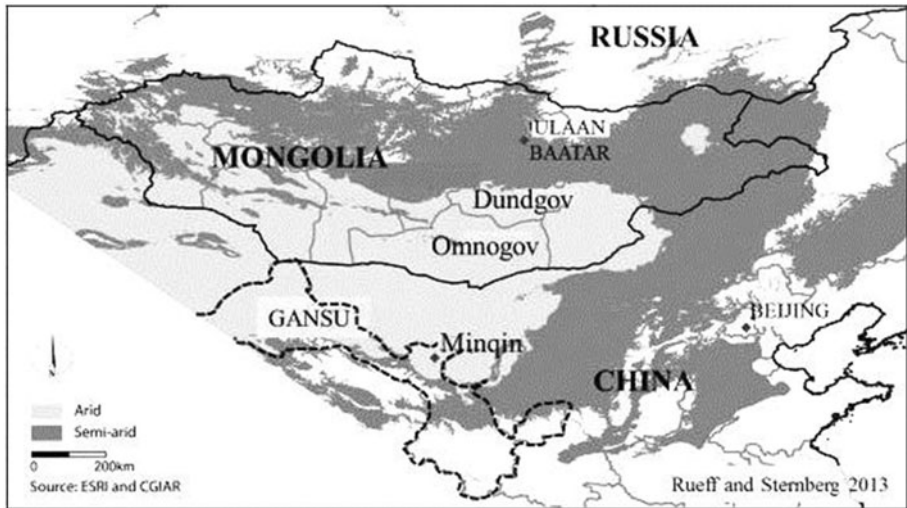 RUSSIA
ULAAN
BAATAR
MONGOLIA
Dundgov
Omnogov
GANSU
BEIJING
Minqin
CHINA
Arid
Semi-arid
0 200km
Source: ESRI and CGIAR
Rueff and Sternberg 2013